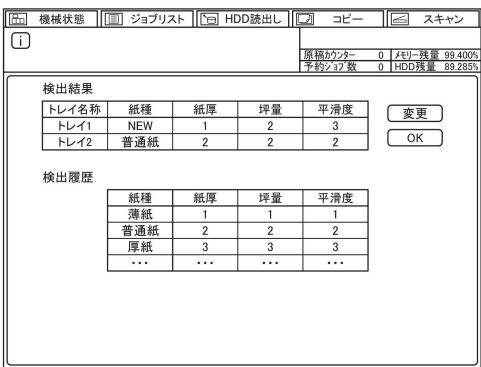 機械状態 ジョブリスト HDD読出し コピー スキャン
i
原稿カウンター 0 メモリー残量 99.400%
予約ジョブ数 0 HDD残量 89.285%
検出結果
トレイ名称 紙種 紙厚 坪量 平滑度
トレイ1 NEW 1 2 3
トレイ2 普通紙 2 2 2
変更
OK
検出履歴
紙種 紙厚 坪量 平滑度
薄紙 1 1 1
普通紙 2 2 2
厚紙 3 3 3
・・・ ・・・ ・・・ ・・・